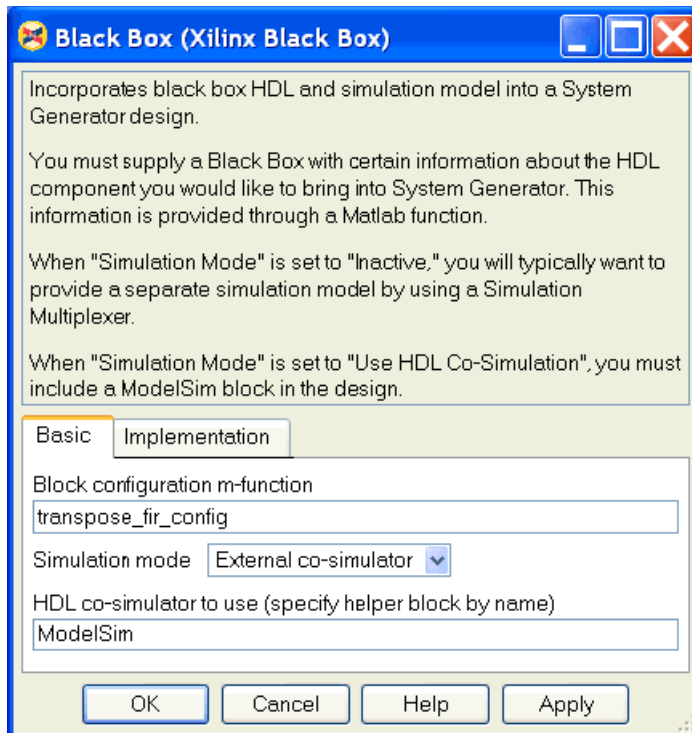 Black Box (Xilinx Black Box)
Incorporates black box HDL and simulation model into a System
Generator design.
You must supply a Black Box with certain information about the HDL
component you would like to bring into System Generator. This
information is provided through a Matlab function.
When "Simulation Mode" is set to "Inactive," you will typically want to
provide a separate simulation model by using a Simulation
Multiplexer.
When "Simulation Mode" is set to "Use HDL Co-Simulation", you must
include a ModelSim block in the design.
Basic Implementation
Block configuration m-function
transpose_fir_config
Simulation mode External co-simulator
HDL co-simulator to use (specify helper block by name)
ModelSim
OK Cancel Help Apply